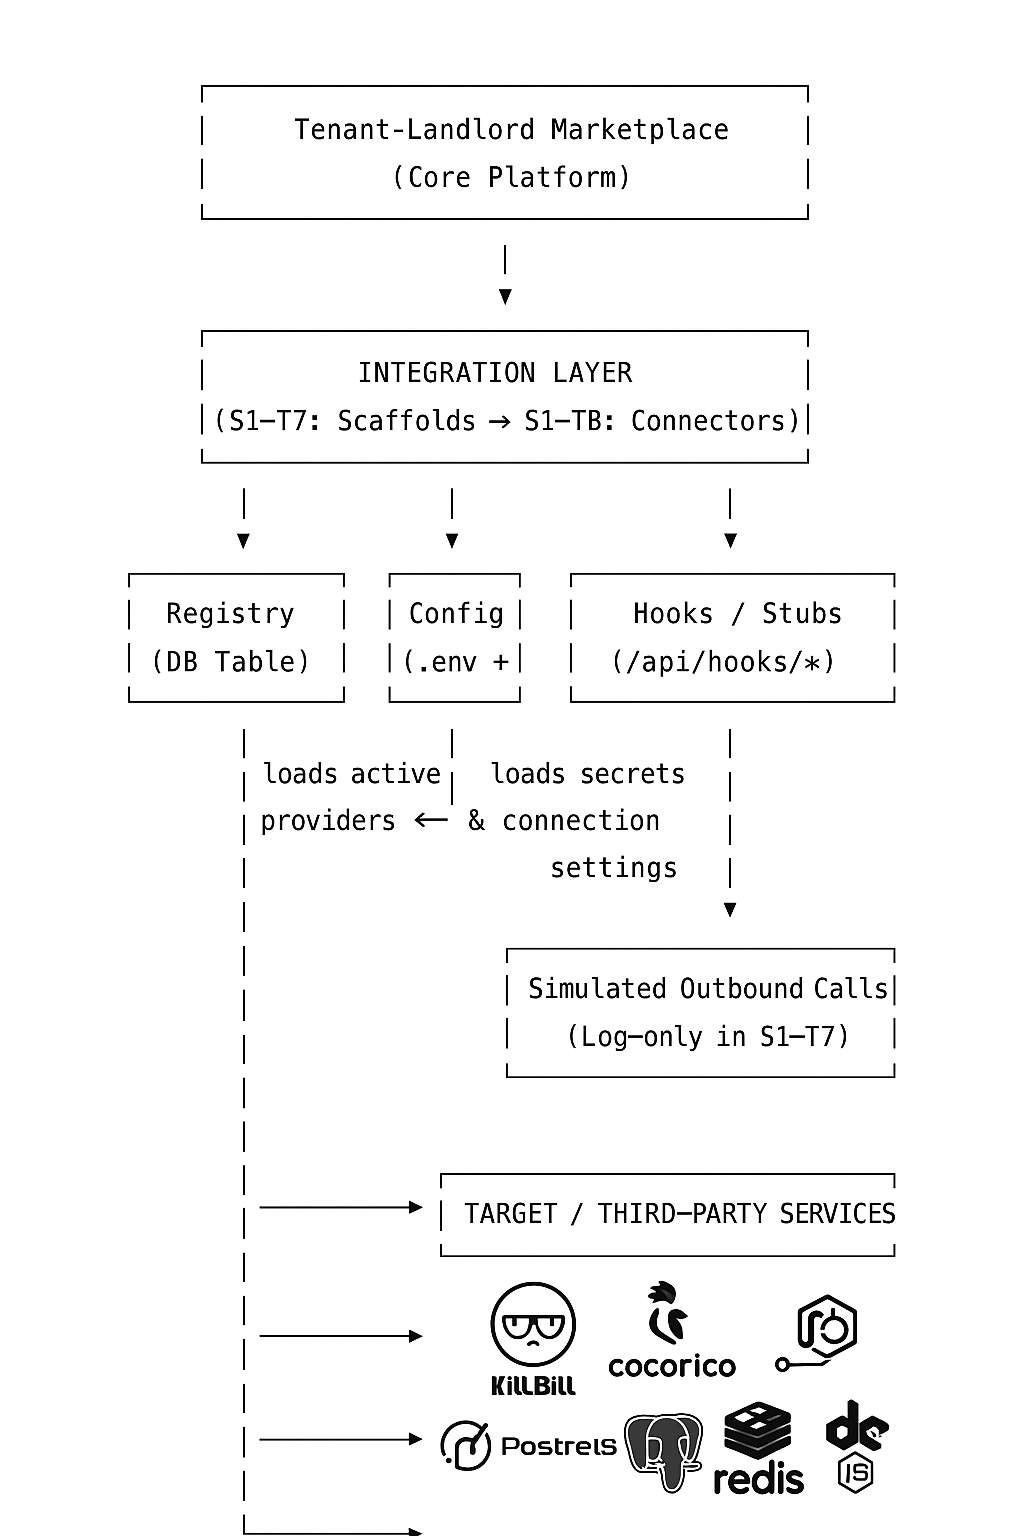 Tenant-Landlord Marketplace
(Core Platform)
INTEGRATION LAYER
(S1–T7: Scaffolds → S1–TB: Connectors)
Registry
(DB Table)
Config
(.env +
Hooks / Stubs
(/api/hooks/*)
loads active
providers ←
loads secrets
& connection
settings
Simulated Outbound Calls
(Log–only in S1–T7)
TARGET / THIRD–PARTY SERVICES
KiLLBiLL
cocorico
Postrels
redis
JS